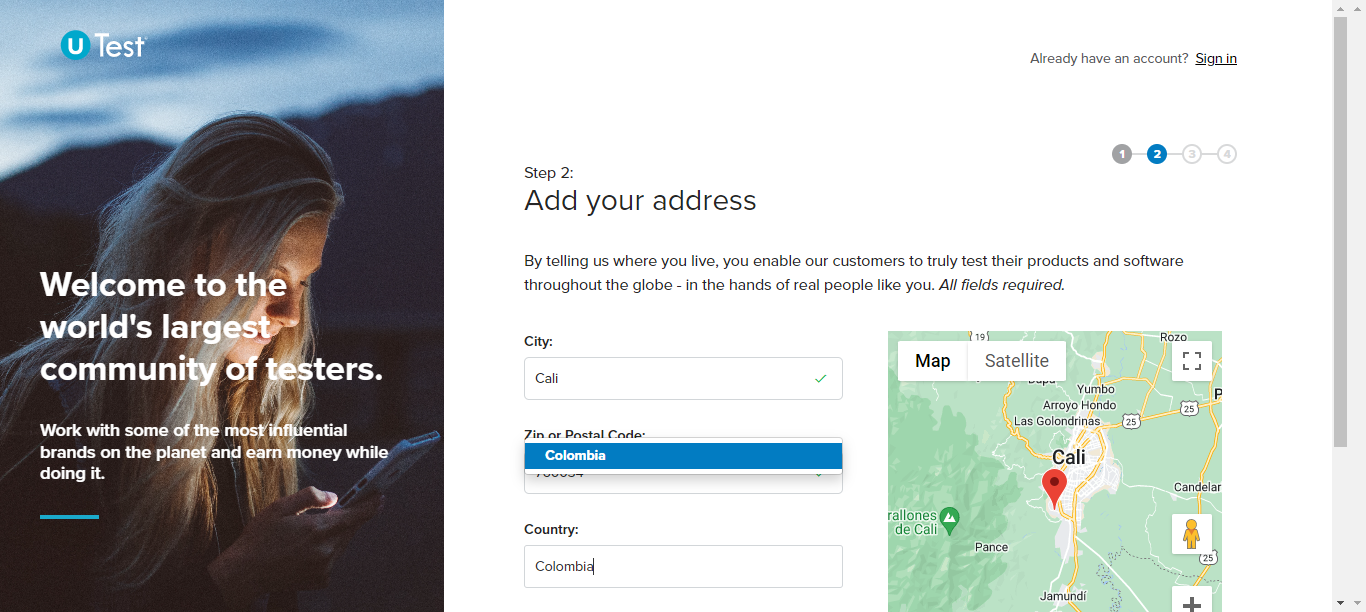 U Test
Already have an account? Sign in
1 2 3 4
Step 2:
Add your address
By telling us where you live, you enable our customers to truly test their products and software
throughout the globe - in the hands of real people like you. All fields required.
Welcome to the
world's largest
community of testers.
Work with some of the most influential
brands on the planet and earn money while
doing it.
City:
Cali
Zip or Postal Code:
Colombia
Country:
Colombia
Map
Satellite
19
Rozo
Yumbo
Arroyo Hondo
25
Las Golondrinas
25
Cali
Candelar
rallones
de Cali
Pance
25
Jamundí